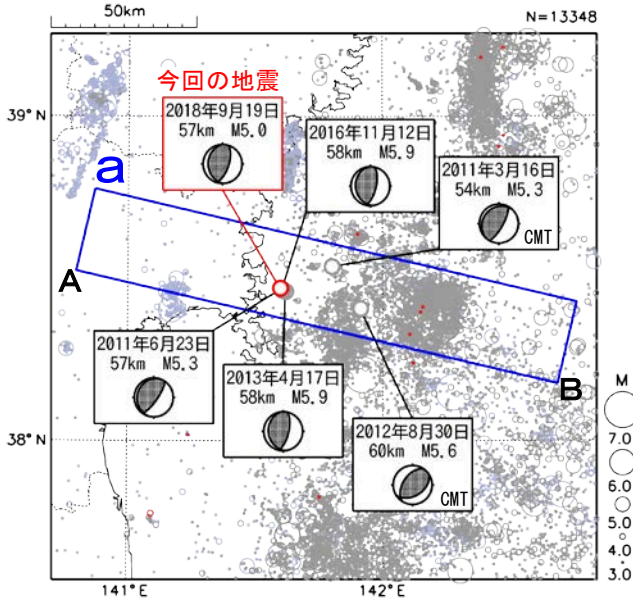 50km
N=13348
今回の地震
2018年9月19日
57km M5.0
2016年11月12日
58km M5.9
2011年3月16日
54km M5.3
CMT
39°N
a
A
B
2011年6月23日
57km M5.3
2013年4月17日
58km M5.9
2012年8月30日
60km M5.6
CMT
38°N
M
7.0
6.0
5.0
4.0
3.0
141°E
142°E